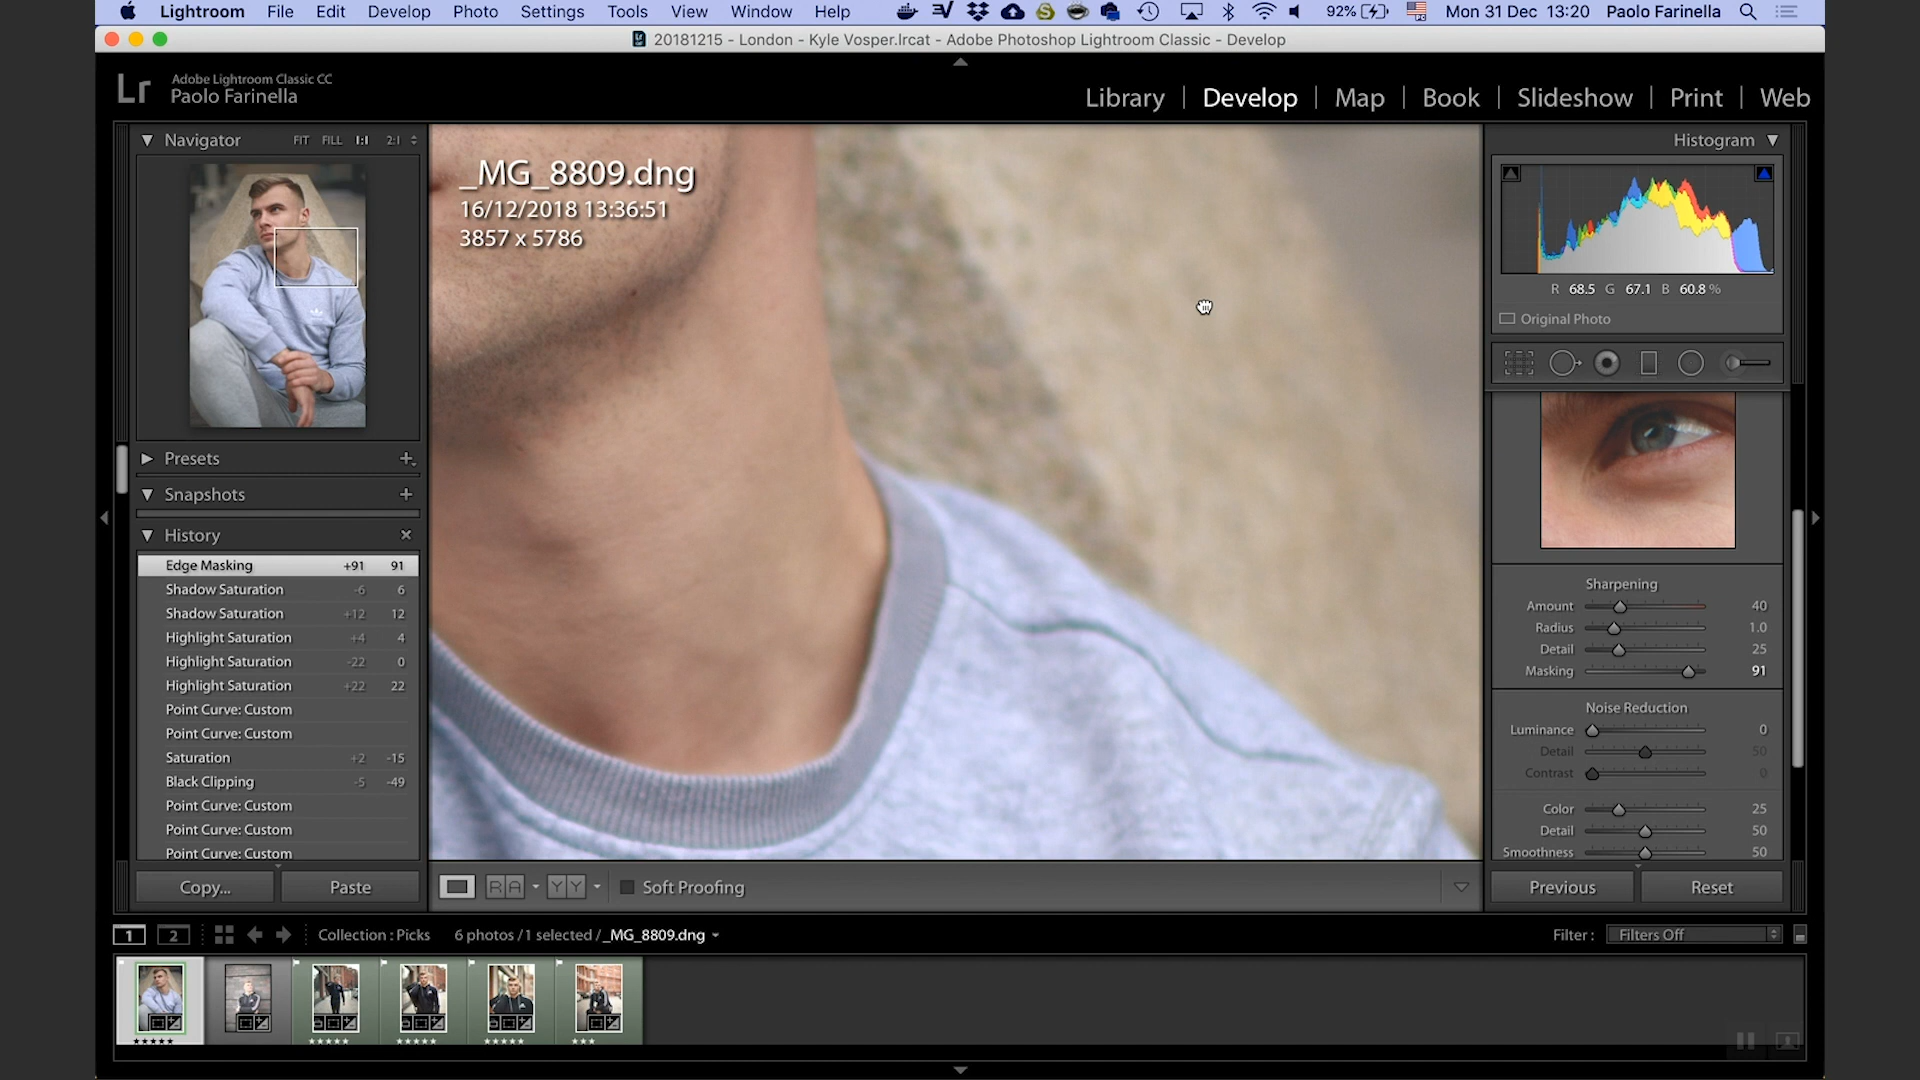 Lightroom File Edit Develop Photo Settings Tools View Window Help 92% Mon 31 Dec 13:20 Paolo Farinella
20181215 - London - Kyle Vosper.lrcat - Adobe Photoshop Lightroom Classic - Develop
Lr Adobe Lightroom Classic CC
Paolo Farinella
Library | Develop | Map | Book | Slideshow | Print | Web
Navigator FIT FILL 1:1 2:1
Histogram
_MG_8809.dng
16/12/2018 13:36:51
3857 x 5786
R 68.5 G 67.1 B 60.8 %
Original Photo
Presets
Snapshots
History
Edge Masking +91 91
Shadow Saturation -6 6
Shadow Saturation +12 12
Highlight Saturation +4 4
Highlight Saturation -22 0
Highlight Saturation +22 22
Point Curve: Custom
Point Curve: Custom
Saturation +2 -15
Black Clipping -5 -49
Point Curve: Custom
Point Curve: Custom
Point Curve: Custom
Sharpening
Amount 40
Radius 1.0
Detail 25
Masking 91
Noise Reduction
Luminance 0
Detail 50
Contrast 0
Color 25
Detail 50
Smoothness 50
Copy... Paste
RA YY Soft Proofing
Previous Reset
1 2 Collection : Picks 6 photos / 1 selected / _MG_8809.dng
Filter : Filters Off